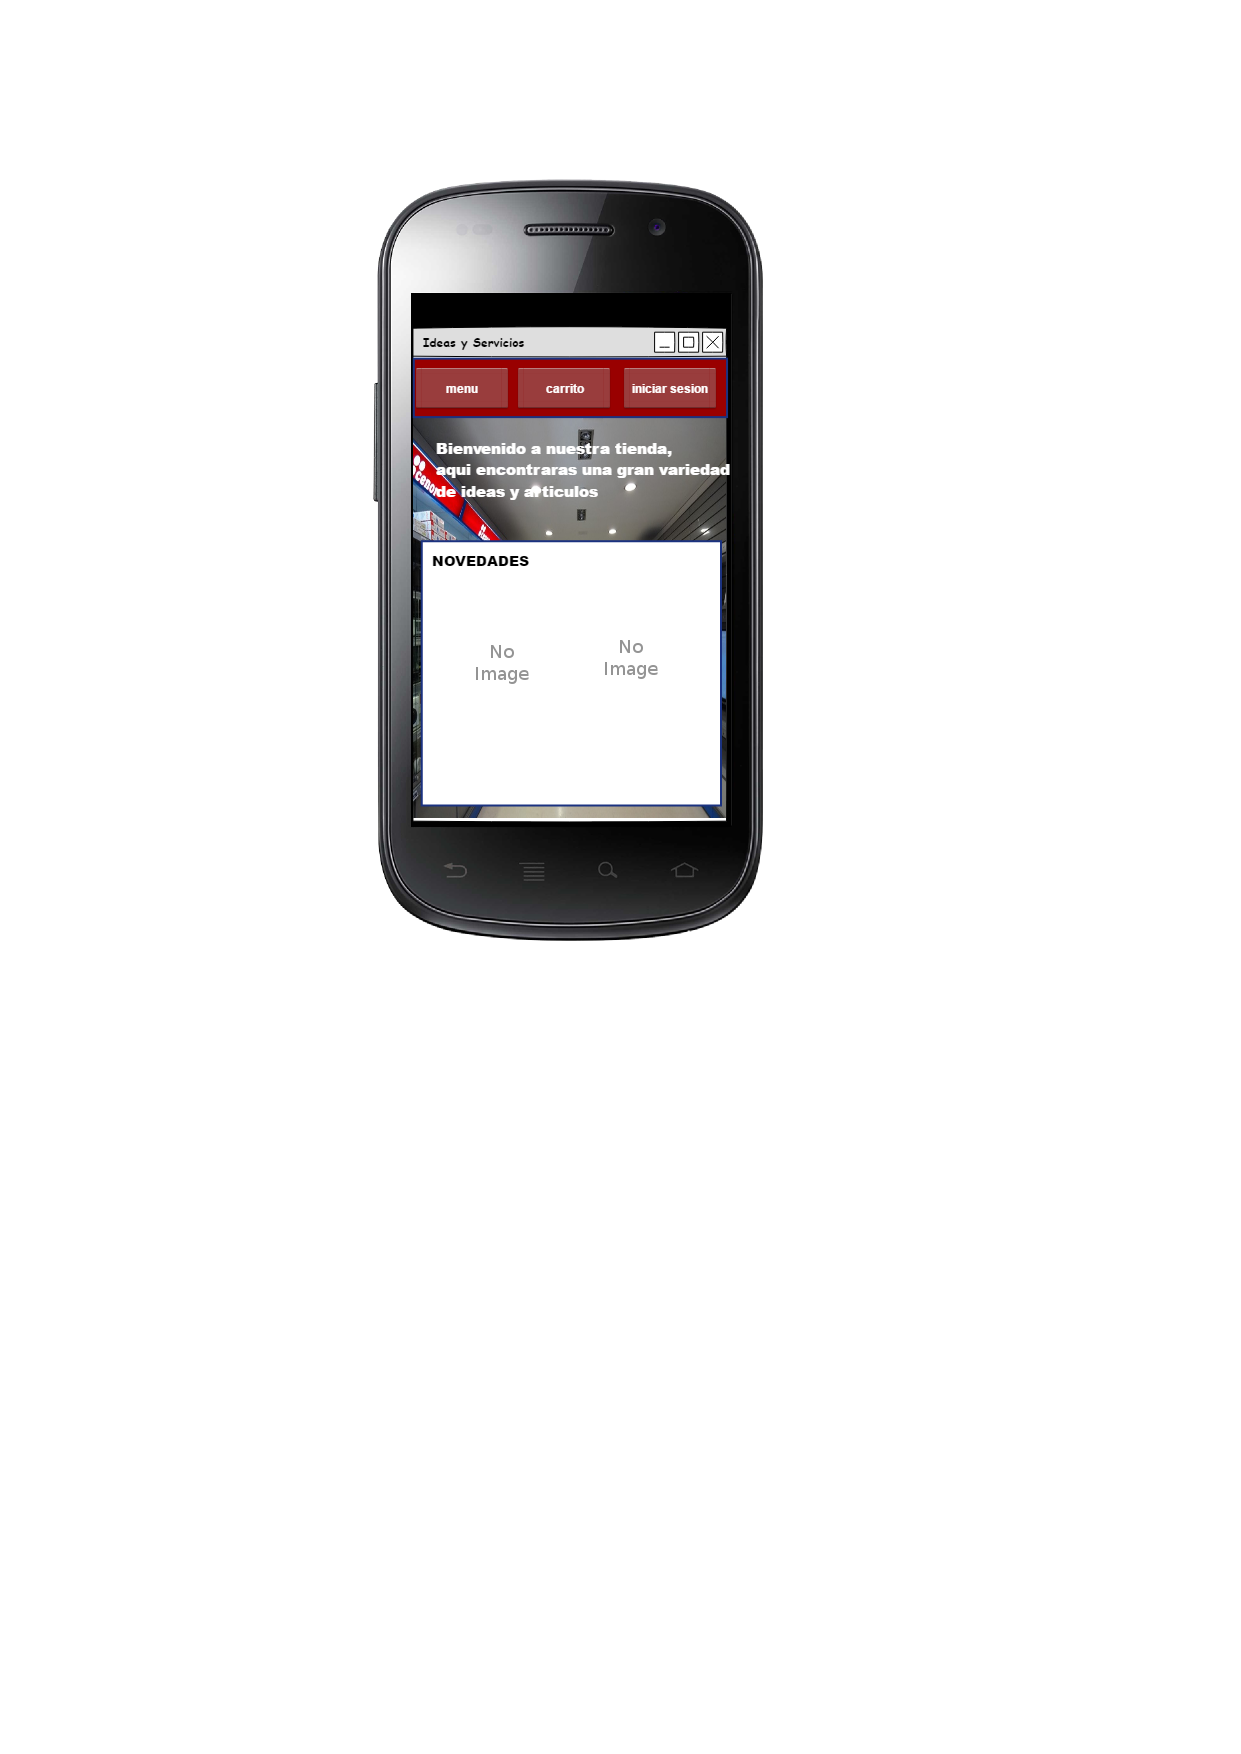 Ideas y Servicios
menu
carrito
iniciar sesion
Bienvenido a nuestra tienda,
aqui encontraras una gran variedad
de ideas y articulos
NOVEDADES
No
Image
No
Image